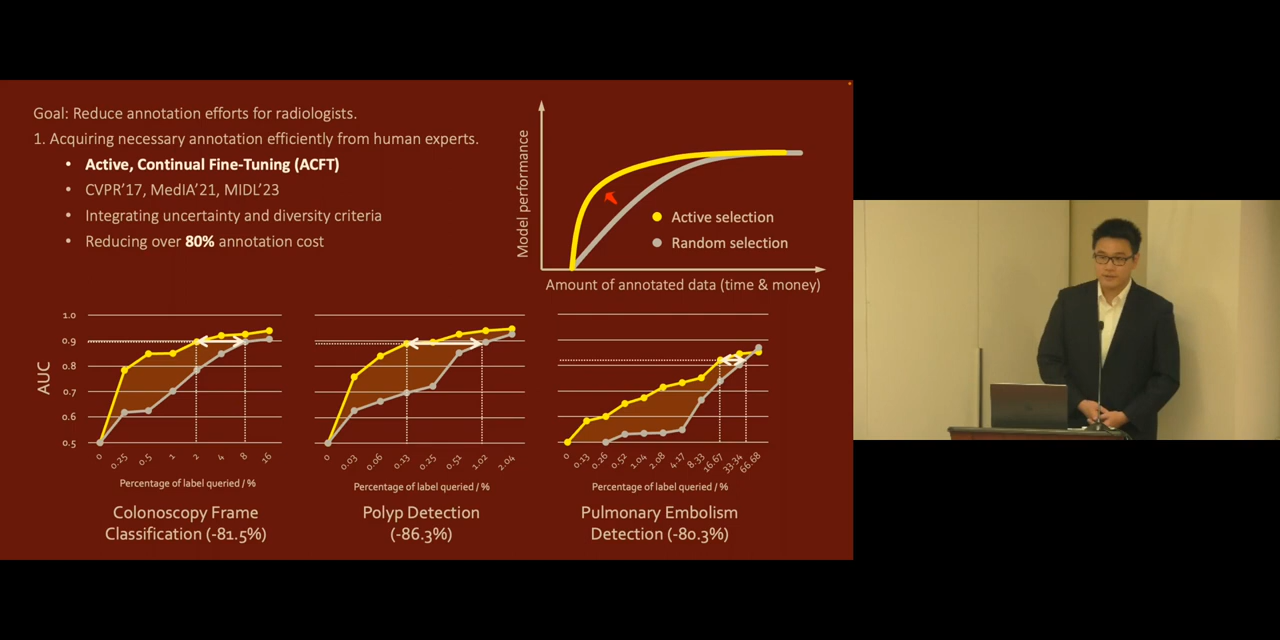 Goal: Reduce annotation efforts for radiologists.
1. Acquiring necessary annotation efficiently from human experts.
• Active, Continual Fine-Tuning (ACFT)
• CVPR’17, MedIA’21, MIDL’23
• Integrating uncertainty and diversity criteria
• Reducing over 80% annotation cost
Model performance
Active selection
Random selection
Amount of annotated data (time & money)
AUC
1.0
0.9
0.8
0.7
0.6
0.5
0 0.25 0.5 1 2 4 8 16
Percentage of label queried / %
Colonoscopy Frame
Classification (-81.5%)
0 0.03 0.06 0.13 0.25 0.51 1.02 2.04
Percentage of label queried / %
Polyp Detection
(-86.3%)
0 0.13 0.26 0.52 1.04 2.08 4.17 8.33 16.67 33.34 66.68
Percentage of label queried / %
Pulmonary Embolism
Detection (-80.3%)